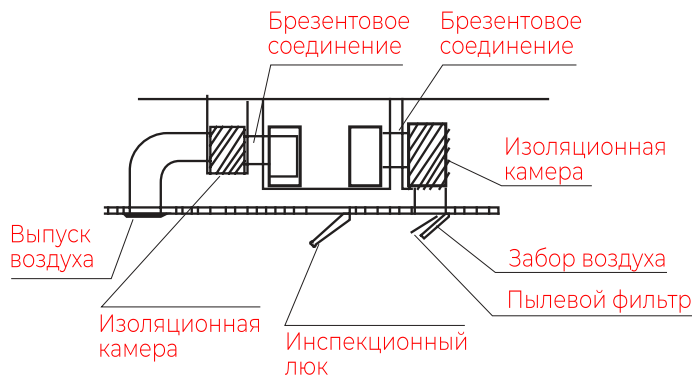 Брезентовое
соединение
Брезентовое
соединение
Изоляционная
камера
Выпуск
воздуха
Забор воздуха
Пылевой фильтр
Изоляционная
камера
Инспекционный
люк